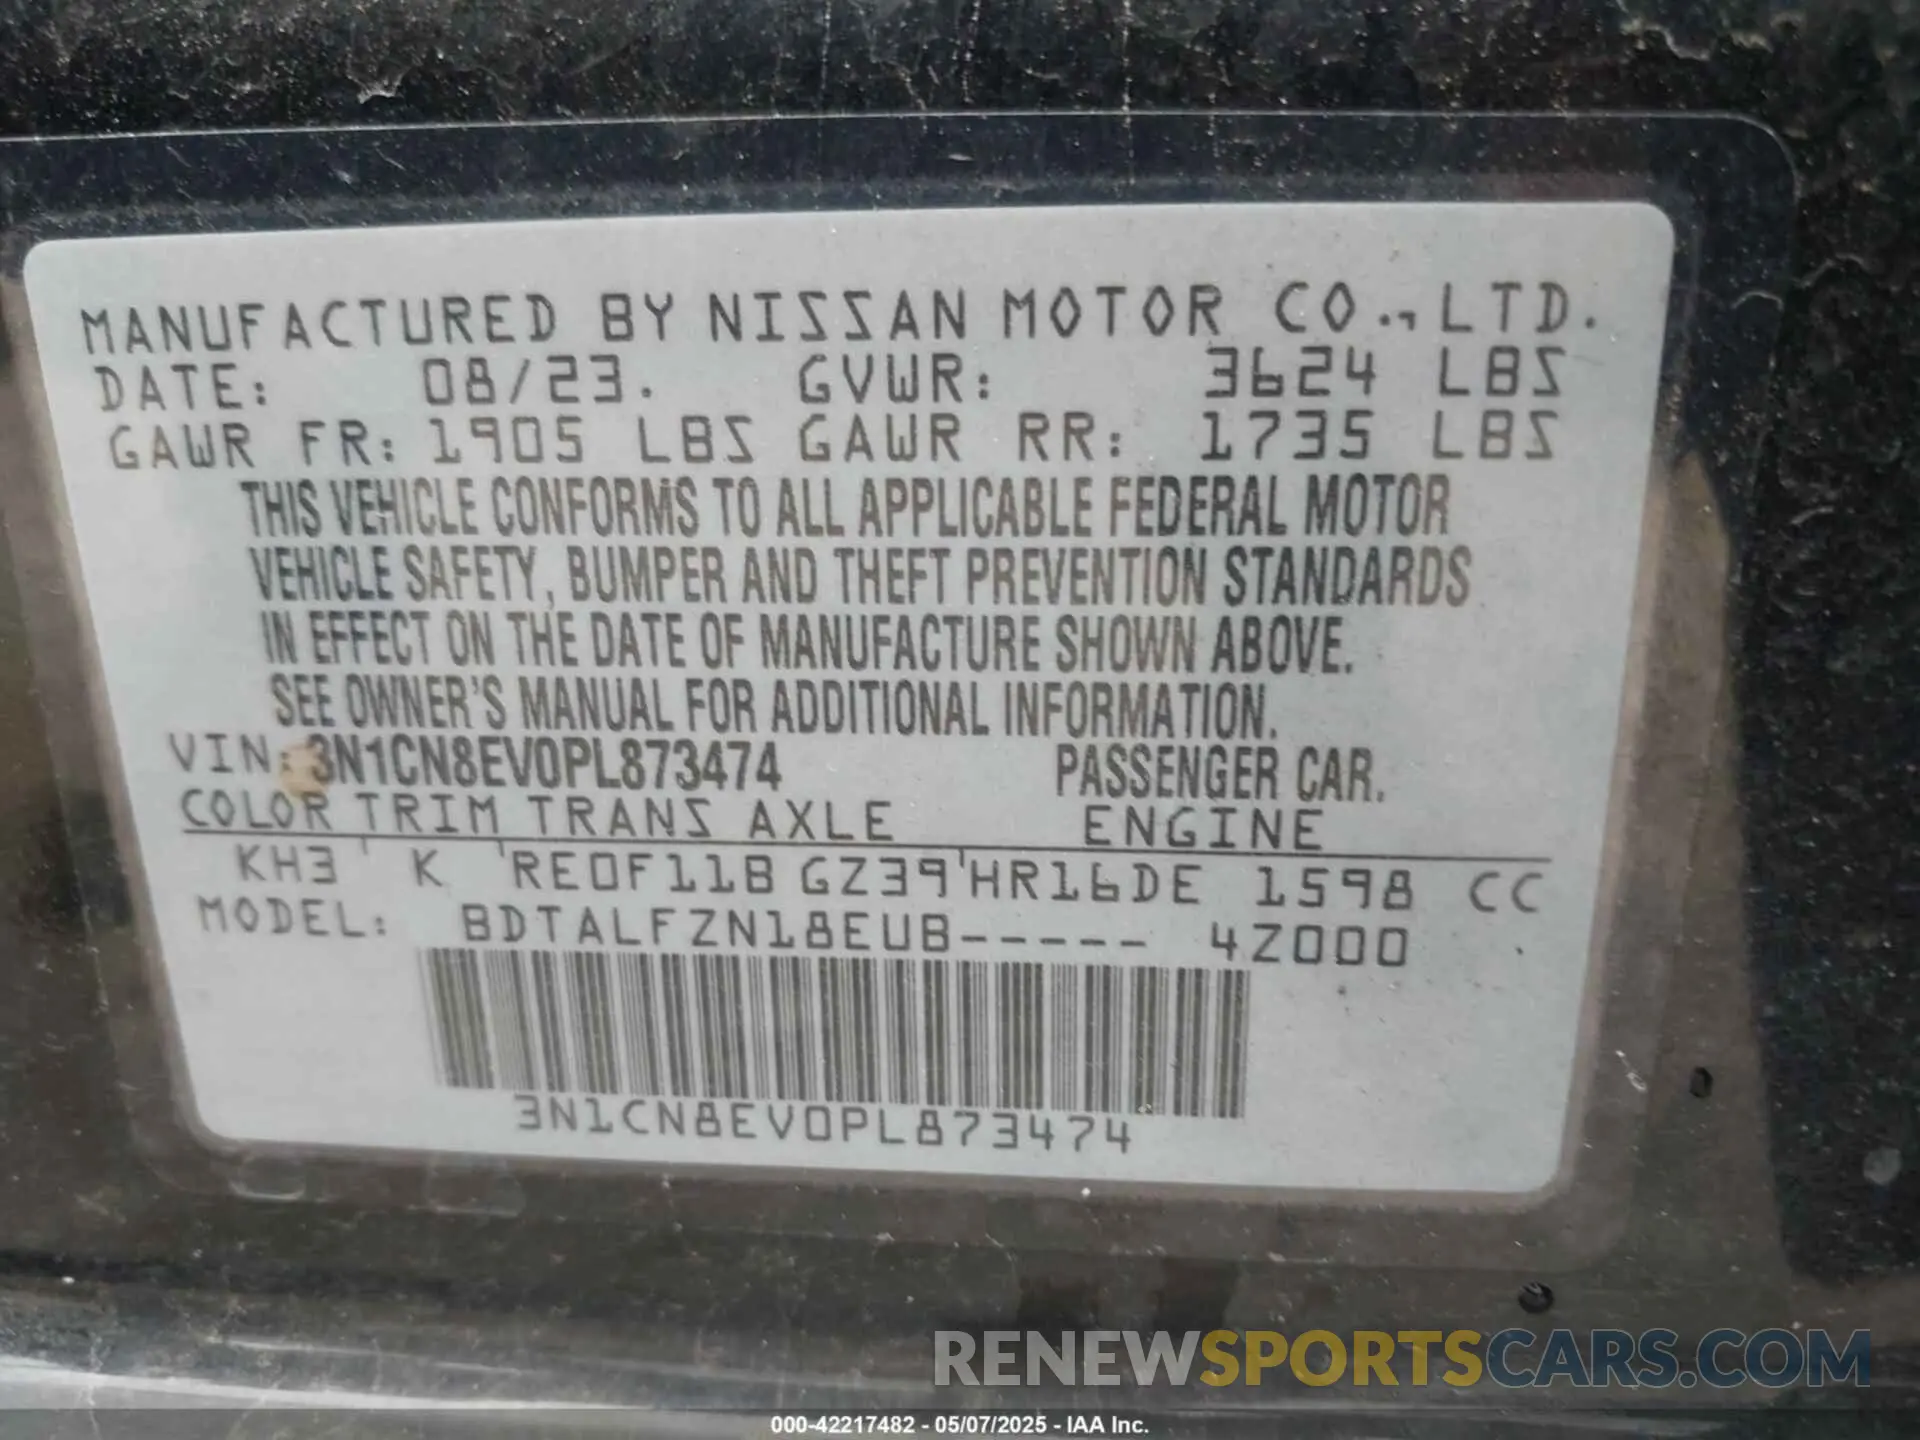 MANUFACTURED BY NISSAN MOTOR CO., LTD.
DATE: 08/23. GVWR: 3624 LBS
GAWR FR: 1905 LBS GAWR RR: 1735 LBS
THIS VEHICLE CONFORMS TO ALL APPLICABLE FEDERAL MOTOR
VEHICLE SAFETY, BUMPER AND THEFT PREVENTION STANDARDS
IN EFFECT ON THE DATE OF MANUFACTURE SHOWN ABOVE.
SEE OWNER'S MANUAL FOR ADDITIONAL INFORMATION.
VIN: 3N1CN8EV0PL873474 PASSENGER CAR.
COLOR TRIM TRANS AXLE ENGINE
KH3 K RE0F11B GZ39 HR16DE 1598 CC
MODEL: BDTALFZN18EUB----- 4Z000
3N1CN8EV0PL873474
RENEWSPORTSCARS.COM
000-42217482 - 05/07/2025 - IAA Inc.